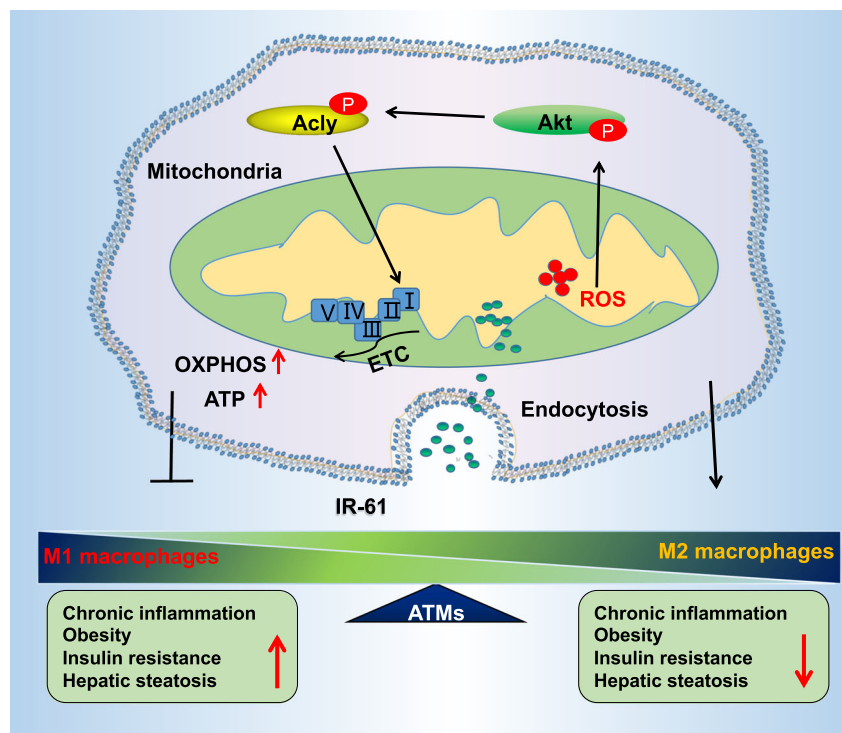 P
Acly
Akt
P
Mitochondria
ROS
I
II
III
IV
V
ETC
OXPHOS
ATP
Endocytosis
IR-61
M1 macrophages
M2 macrophages
ATMs
Chronic inflammation
Obesity
Insulin resistance
Hepatic steatosis
Chronic inflammation
Obesity
Insulin resistance
Hepatic steatosis